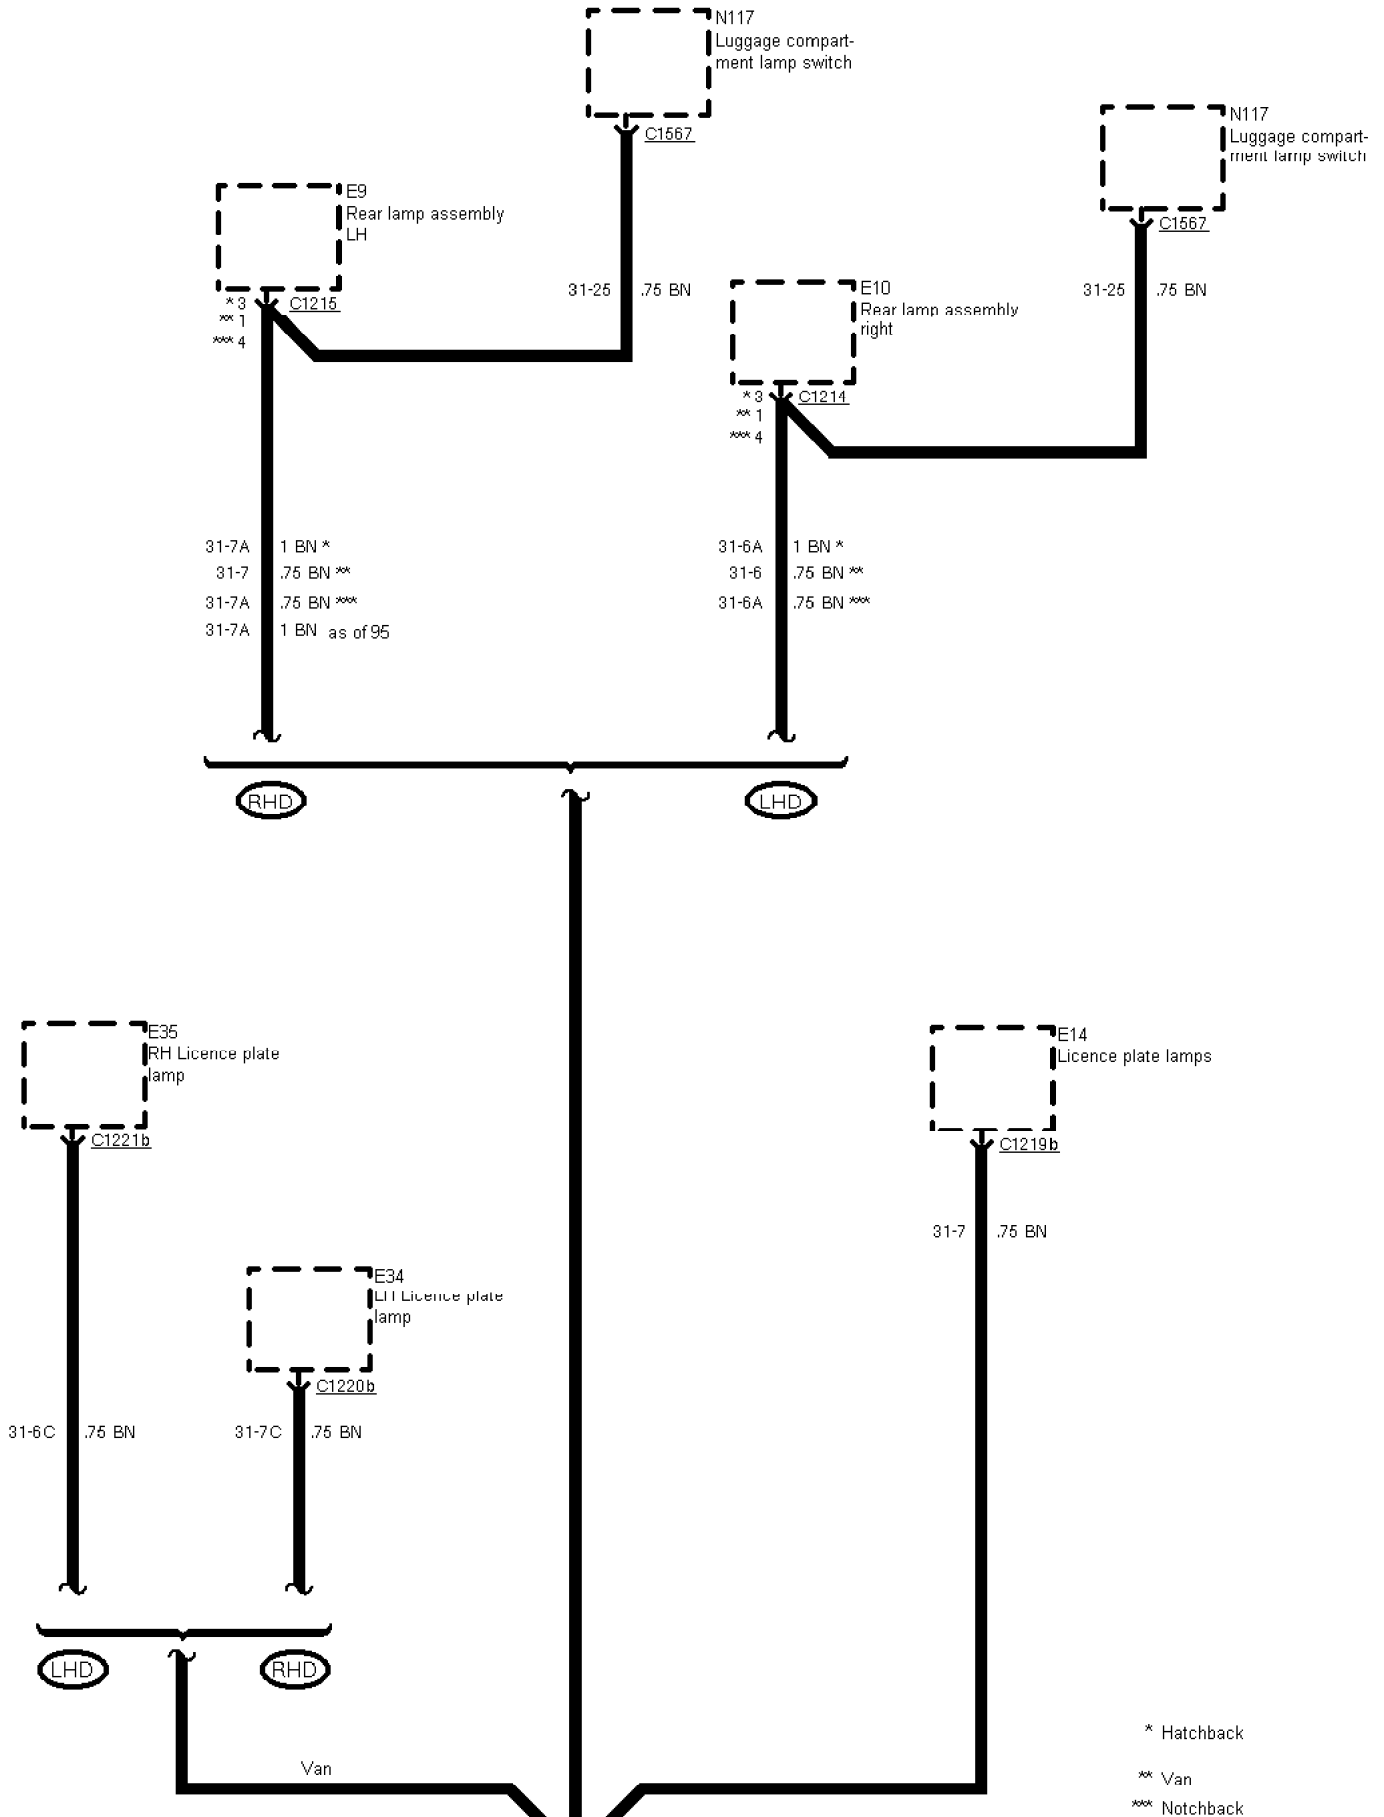 N117
Luggage compart-
ment lamp switch
C1567
N117
Luggage compart-
ment lamp switch
C1567
E9
Rear lamp assembly
LH
* 3
** 1
*** 4
C1215
31-25 .75 BN
E10
Rear lamp assembly
right
31-25 .75 BN
* 3
** 1
*** 4
C1214
31-7A 1 BN *
31-7 .75 BN **
31-7A .75 BN ***
31-7A 1 BN as of 95
31-6A 1 BN *
31-6 .75 BN **
31-6A .75 BN ***
RHD
LHD
E35
RH Licence plate
lamp
C1221b
E14
Licence plate lamps
C1219b
31-7 .75 BN
E34
LH Licence plate
lamp
C1220b
31-6C .75 BN
31-7C .75 BN
LHD
RHD
Van
* Hatchback
** Van
*** Notchback